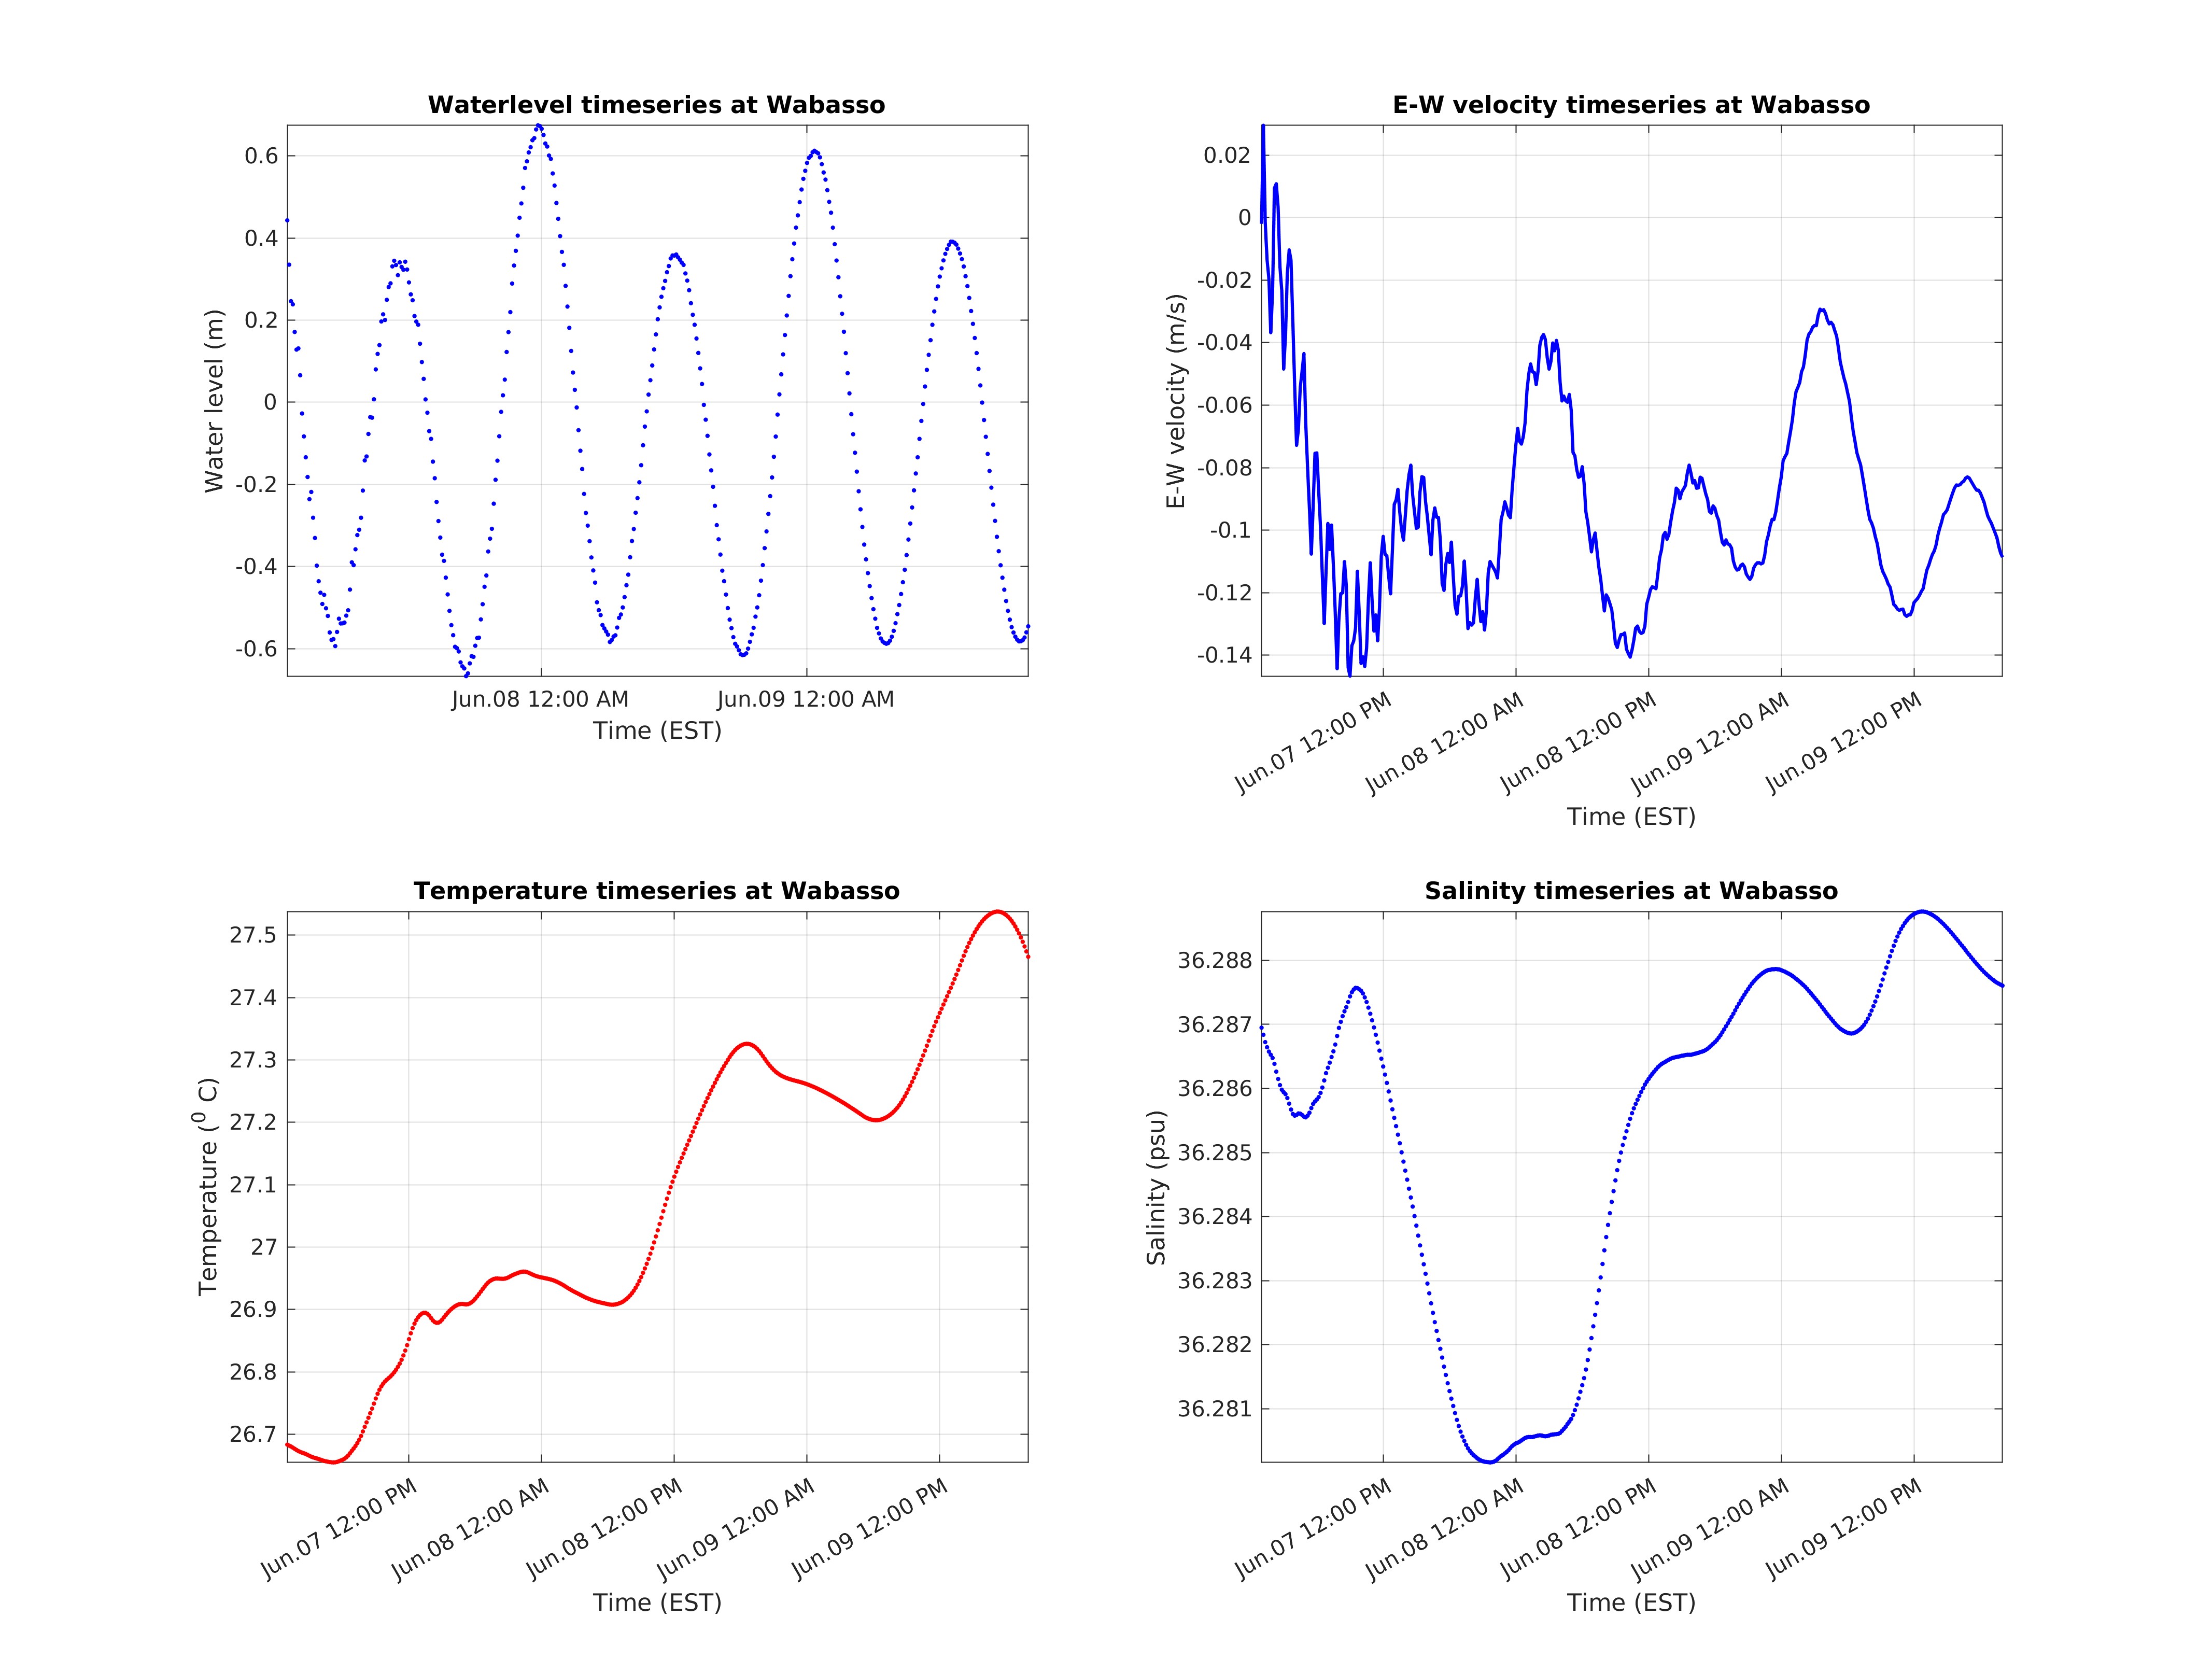 Waterlevel timeseries at Wabasso
0.6
0.4
0.2
0
-0.2
-0.4
-0.6
Water level (m)
Jun.08 12:00 AM
Jun.09 12:00 AM
Time (EST)
E-W velocity timeseries at Wabasso
0.02
0
-0.02
-0.04
-0.06
-0.08
-0.1
-0.12
-0.14
E-W velocity (m/s)
Jun.07 12:00 PM
Jun.08 12:00 AM
Jun.08 12:00 PM
Jun.09 12:00 AM
Jun.09 12:00 PM
Time (EST)
Temperature timeseries at Wabasso
27.5
27.4
27.3
27.2
27.1
27
26.9
26.8
26.7
Temperature (⁰ C)
Jun.07 12:00 PM
Jun.08 12:00 AM
Jun.08 12:00 PM
Jun.09 12:00 AM
Jun.09 12:00 PM
Time (EST)
Salinity timeseries at Wabasso
36.288
36.287
36.286
36.285
36.284
36.283
36.282
36.281
Salinity (psu)
Jun.07 12:00 PM
Jun.08 12:00 AM
Jun.08 12:00 PM
Jun.09 12:00 AM
Jun.09 12:00 PM
Time (EST)